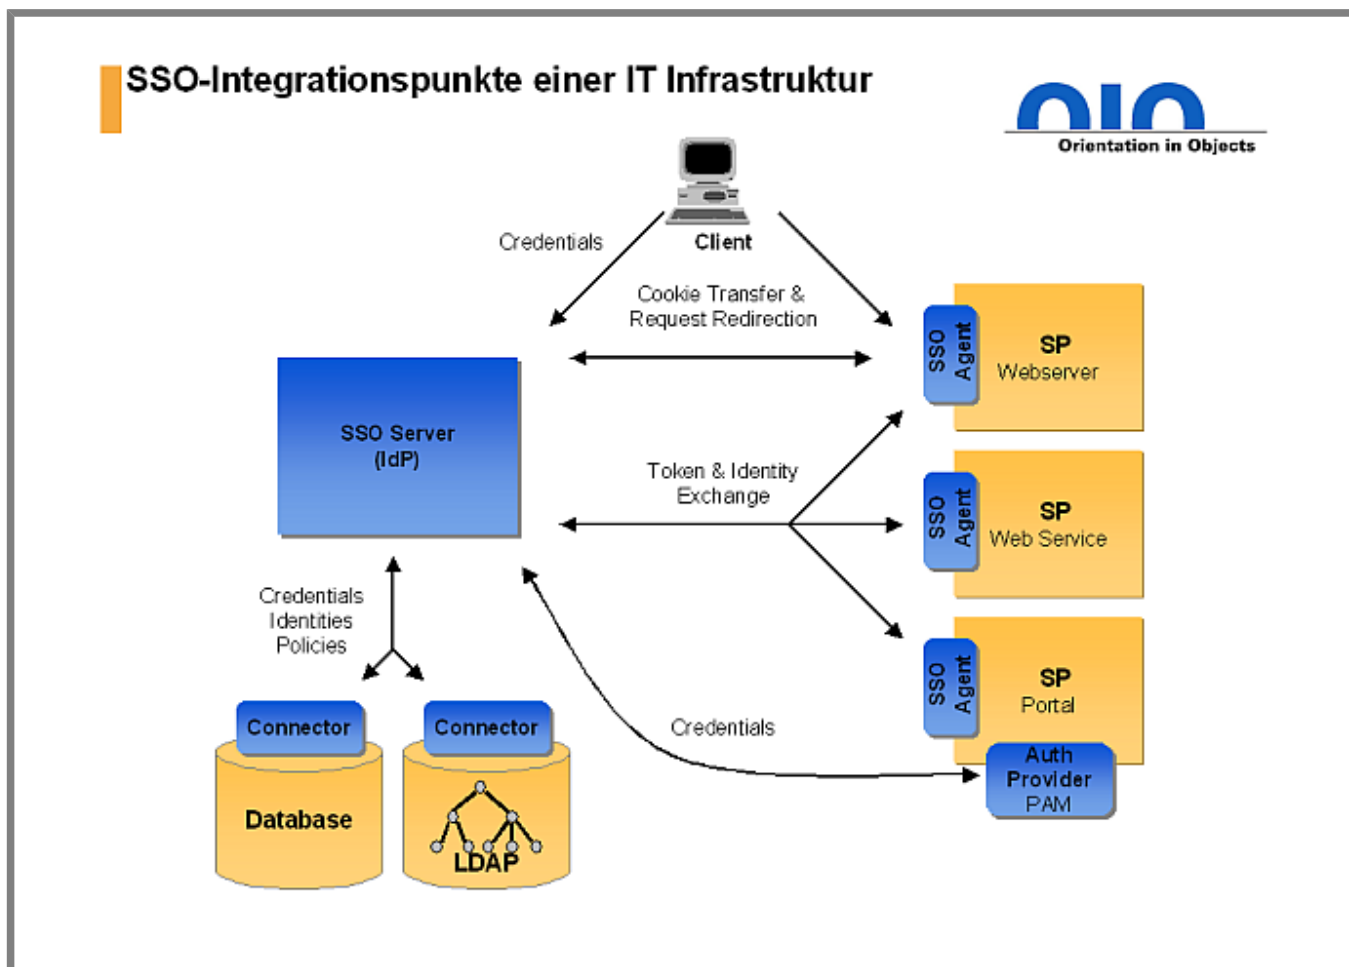 SSO-Integrationspunkte einer IT Infrastruktur
Orientation in Objects
Client
Credentials
Cookie Transfer &
Request Redirection
SSO Agent
SP
Webserver
SSO Server
(IdP)
Token & Identity
Exchange
SSO Agent
SP
Web Service
Credentials
Identities
Policies
SSO Agent
SP
Portal
Connector
Connector
Credentials
Auth
Provider
PAM
Database
LDAP